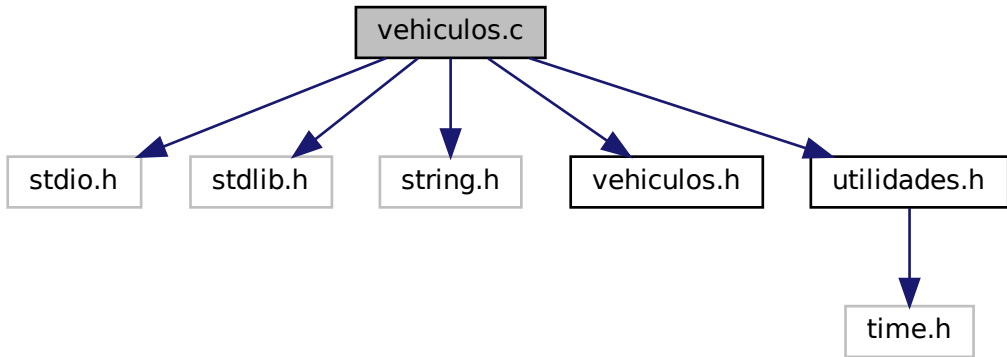 vehiculos.c
stdio.h
stdlib.h
string.h
vehiculos.h
utilidades.h
time.h